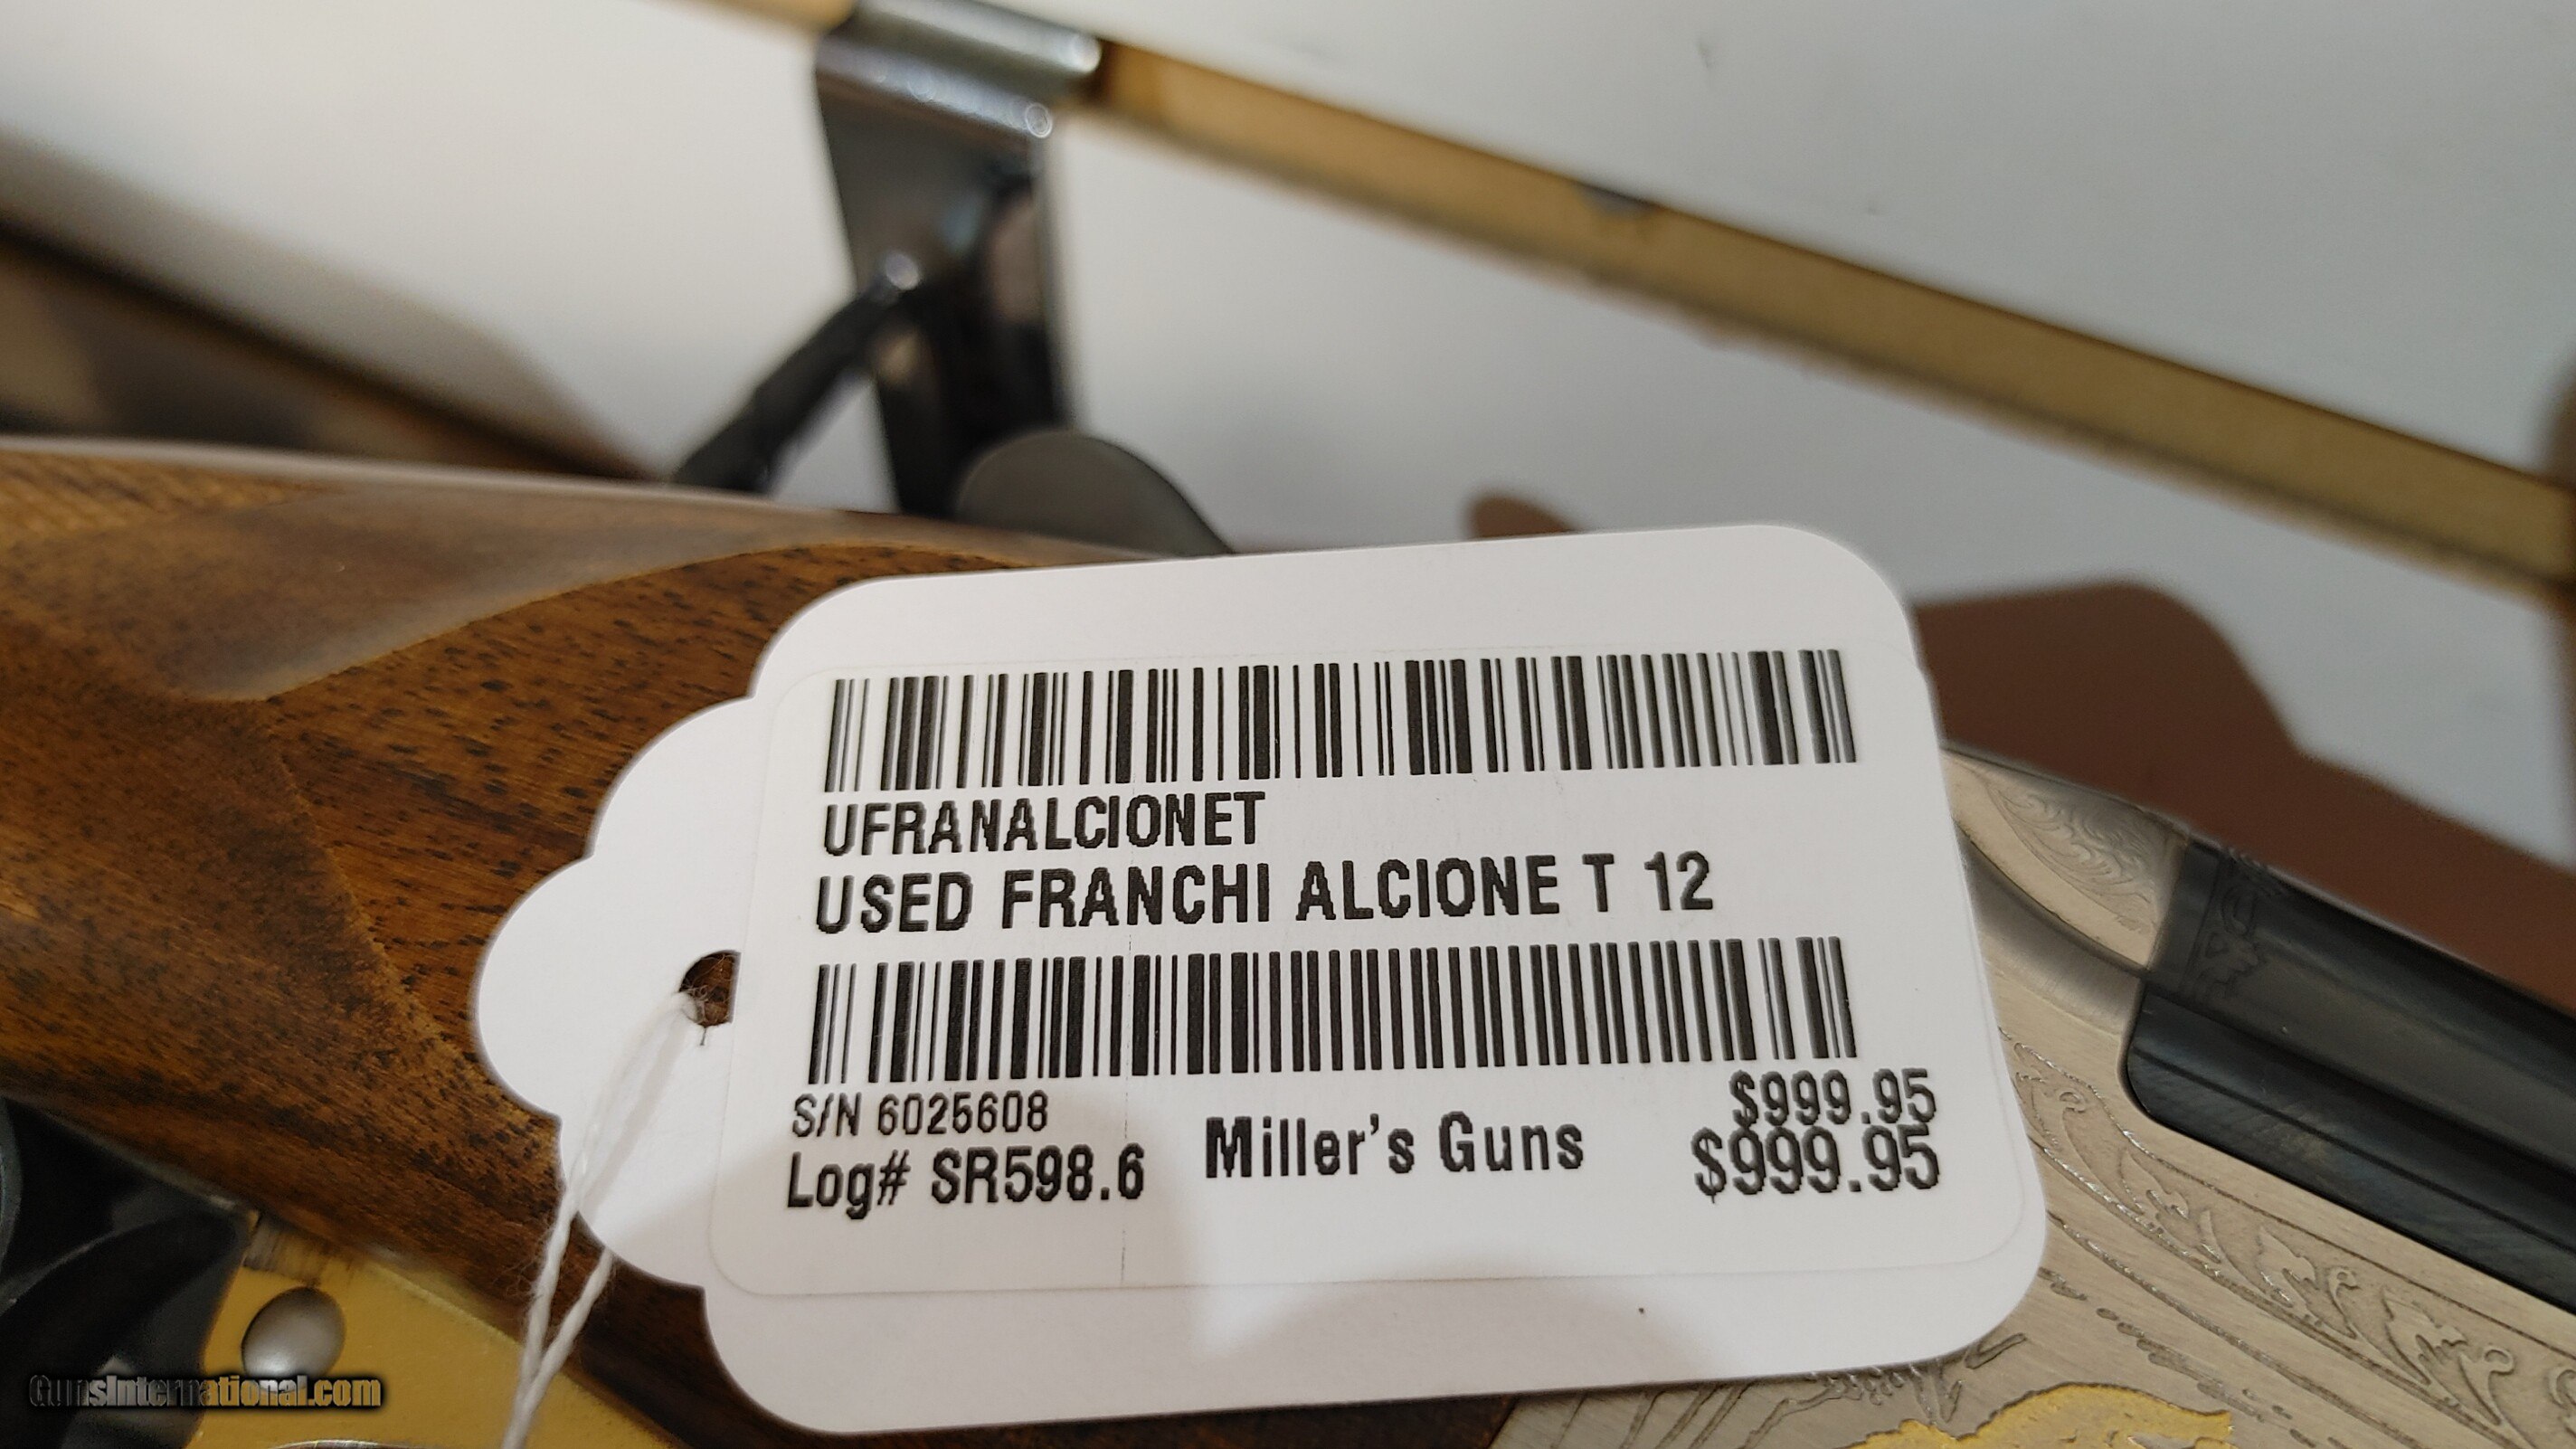 UFRANALCIONET
USED FRANCHI ALCIONE T 12
S/N 6025608
$999.95
Log# SR598.6
Miller's Guns
$999.95
GunsInternational.com